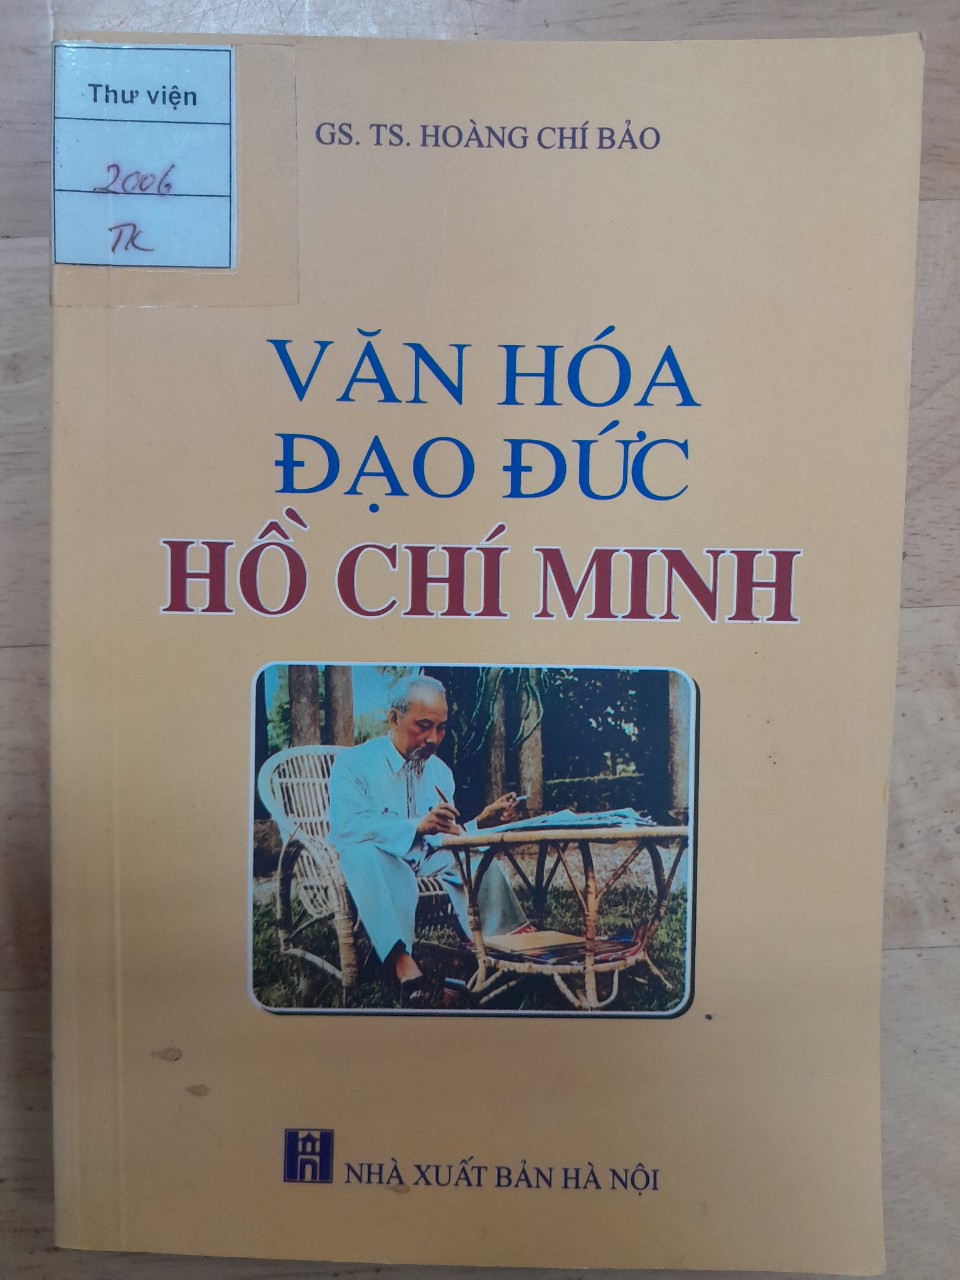 Thư viện
2006
TK
GS. TS. HOÀNG CHÍ BẢO
VĂN HÓA
ĐẠO ĐỨC
HỒ CHÍ MINH
NHÀ XUẤT BẢN HÀ NỘI